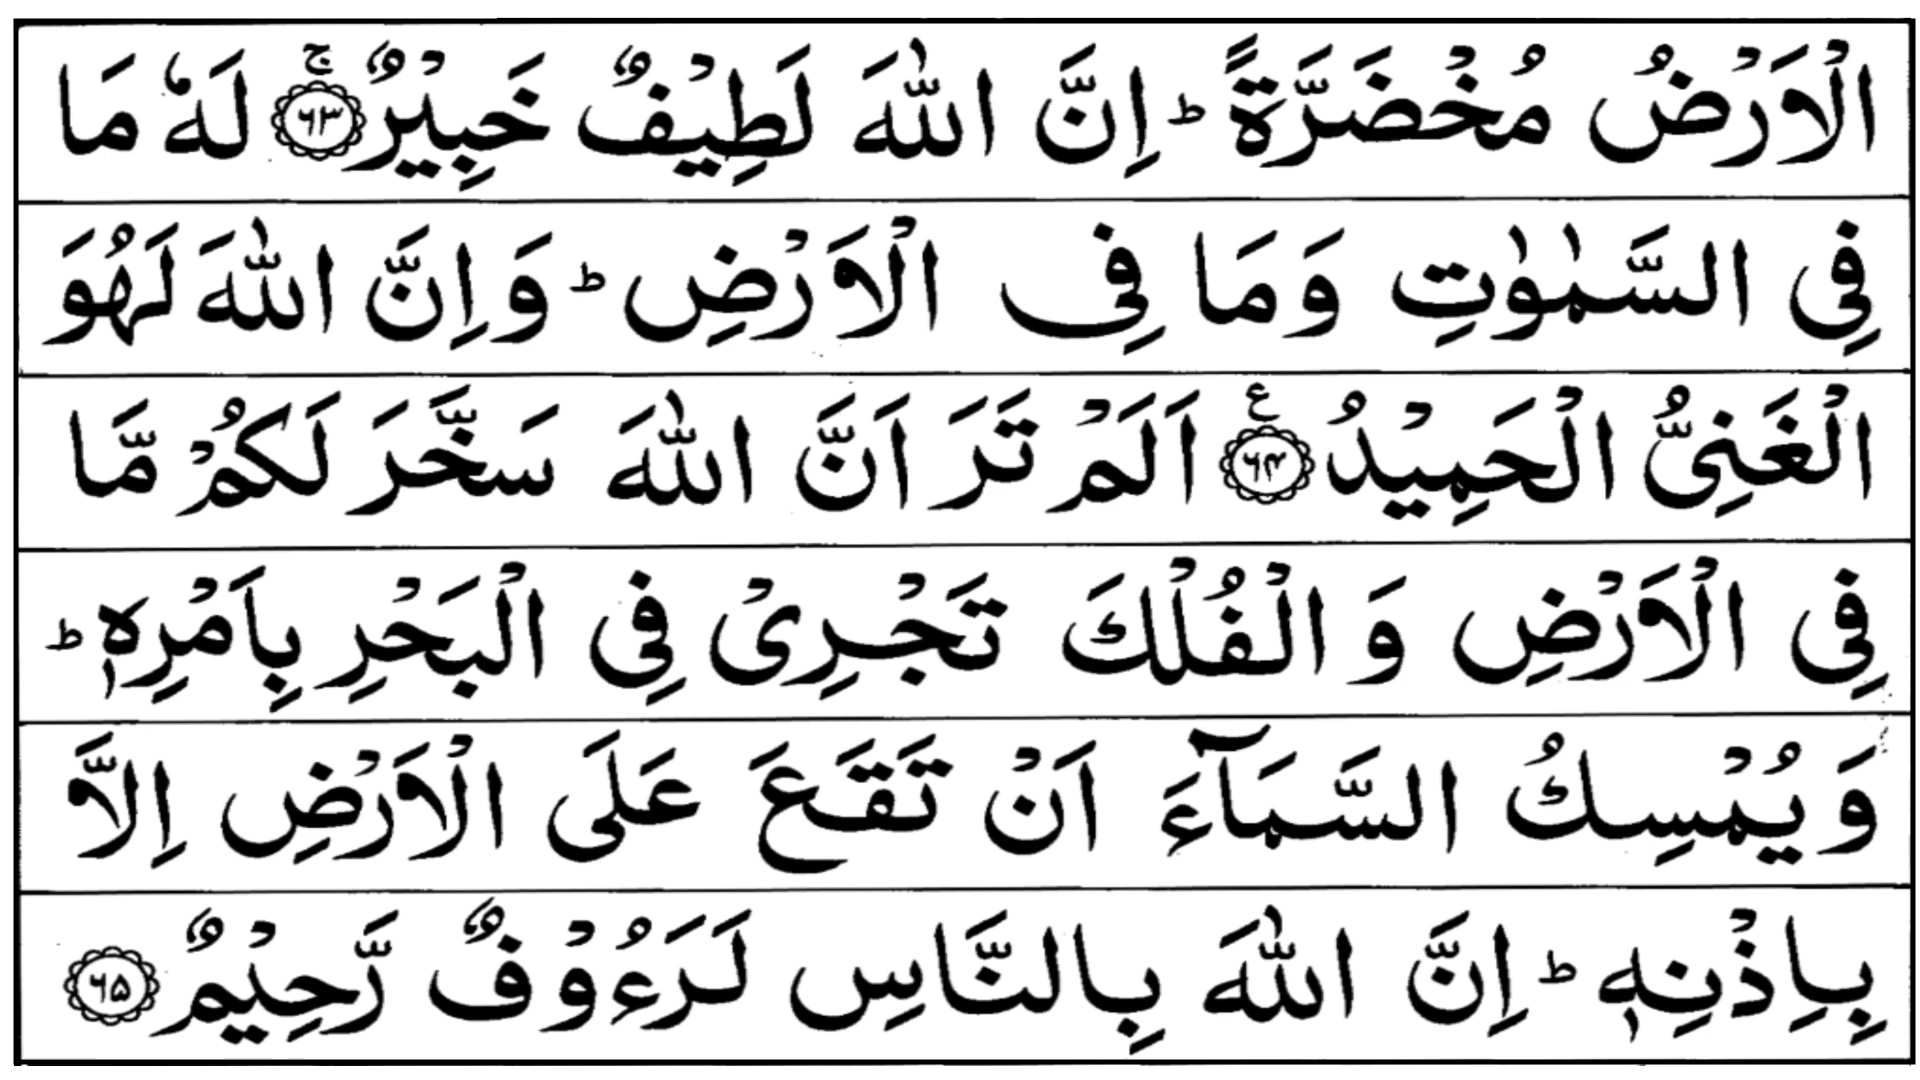 الْاَرْضُ مُخْضَرَّةً ؕ اِنَّ اللّٰهَ لَطِیْفٌ خَبِیْرٌ ۚ﴿۶۳﴾ لَهٗ مَا
فِی السَّمٰوٰتِ وَمَا فِی الْاَرْضِ ؕ وَاِنَّ اللّٰهَ لَهُوَ
الْغَنِیُّ الْحَمِیْدُ ﴿۶۴﴾ع اَلَمْ تَرَ اَنَّ اللّٰهَ سَخَّرَ لَكُمْ مَّا
فِی الْاَرْضِ وَالْفُلْكَ تَجْرِیْ فِی الْبَحْرِ بِاَمْرِهٖ ؕ
وَیُمْسِكُ السَّمَآءَ اَنْ تَقَعَ عَلَی الْاَرْضِ اِلَّا
بِاِذْنِهٖ ؕ اِنَّ اللّٰهَ بِالنَّاسِ لَرَءُوْفٌ رَّحِیْمٌ ﴿۶۵﴾